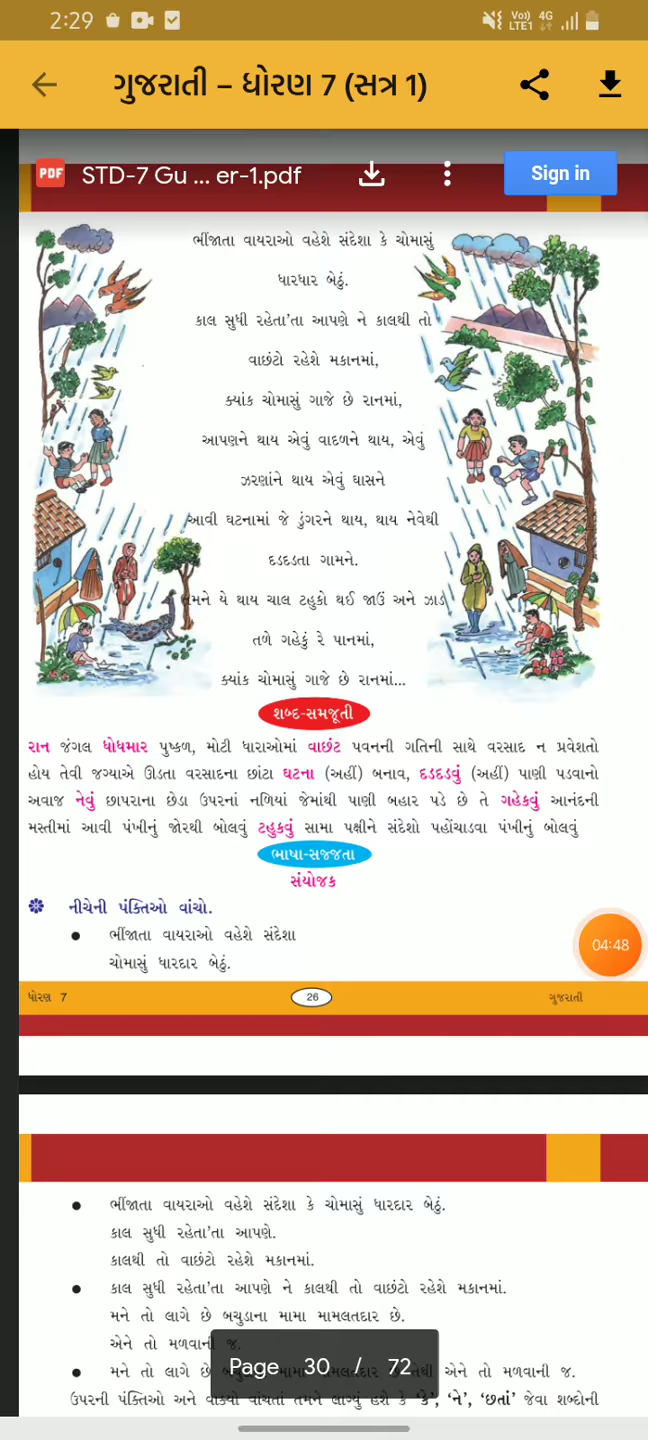 2:29
Vo))
LTE1
4G
ગુજરાતી – ધોરણ 7 (સત્ર 1)
PDF
STD-7 Gu ... er-1.pdf
Sign in
ભીંજાતા વાયરાઓ વહેશે સંદેશા કે ચોમાસું
ધારધાર બેઠું.
કાલ સુધી રહેતા'તા આપણે ને કાલથી તો
વાછંટો રહેશે મકાનમાં,
ક્યાંક ચોમાસું ગાજે છે રાનમાં,
આપણને થાય એવું વાદળને થાય, એવું
ઝરણાંને થાય એવું ઘાસને
આવી ઘટનામાં જે ડુંગરને થાય, થાય નેવેથી
દડદડતા ગામને.
તમને યે થાય ચાલ ટહુકો થઈ જાઉં અને ઝાડ
તળે ગહેકું રે પાનમાં,
ક્યાંક ચોમાસું ગાજે છે રાનમાં...
શબ્દ-સમજૂતી
રાન જંગલ ધોધમાર પુષ્કળ, મોટી ધારાઓમાં વાછંટ પવનની ગતિની સાથે વરસાદ ન પ્રવેશતો
હોય તેવી જગ્યાએ ઊડતા વરસાદના છાંટા ઘટના (અહીં) બનાવ, દડદડવું (અહીં) પાણી પડવાનો
અવાજ નેવું છાપરાના છેડા ઉપરનાં નળિયાં જેમાંથી પાણી બહાર પડે છે તે ગહેકવું આનંદની
મસ્તીમાં આવી પંખીનું જોરથી બોલવું ટહુકવું સામા પક્ષીને સંદેશો પહોંચાડવા પંખીનું બોલવું
ભાષા-સજ્જતા
સંયોજક
નીચેની પંક્તિઓ વાંચો.
● ભીંજાતા વાયરાઓ વહેશે સંદેશા
ચોમાસું ધારદાર બેઠું.
04:48
ધોરણ 7
26
ગુજરાતી
● ભીંજાતા વાયરાઓ વહેશે સંદેશા કે ચોમાસું ધારદાર બેઠું.
કાલ સુધી રહેતા'તા આપણે.
કાલથી તો વાછંટો રહેશે મકાનમાં.
● કાલ સુધી રહેતા'તા આપણે ને કાલથી તો વાછંટો રહેશે મકાનમાં.
મને તો લાગે છે બચુડાના મામા મામલતદાર છે.
એને તો મળવાની જ.
● મને તો લાગે છે એને તો મળવાની જ.
Page 30 / 72
ઉપરની પંક્તિઓ અને વાક્યો વાંચતાં તમને લાગ્યું હશે કે 'કે', 'ને', 'છતાં' જેવા શબ્દોની